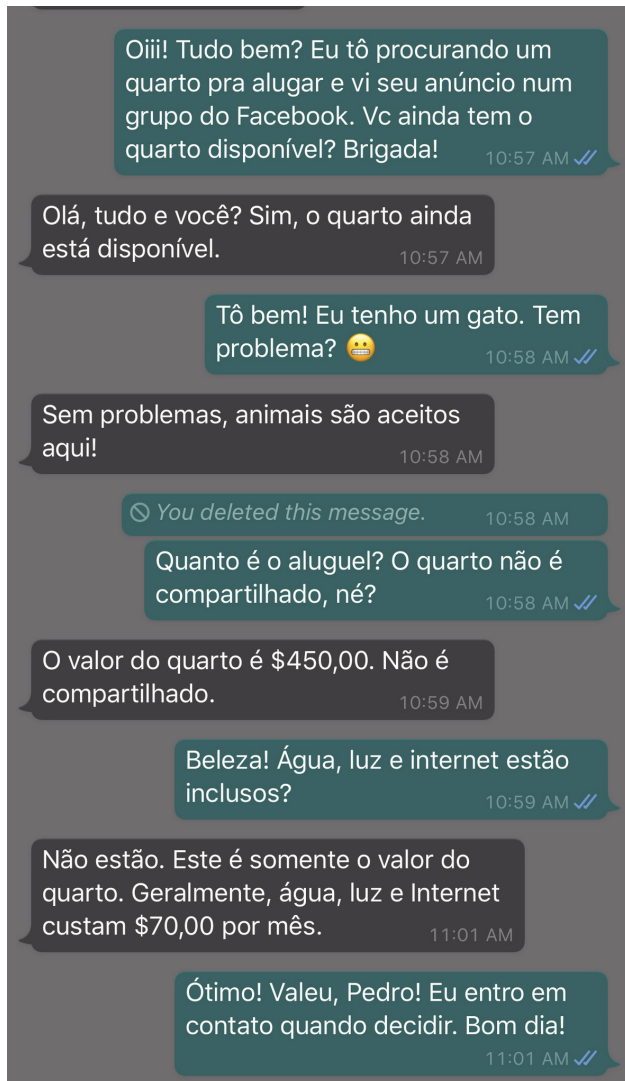 Oiii! Tudo bem? Eu tô procurando um
quarto pra alugar e vi seu anúncio num
grupo do Facebook. Vc ainda tem o
quarto disponível? Brigada! 10:57 AM
Olá, tudo e você? Sim, o quarto ainda
está disponível. 10:57 AM
Tô bem! Eu tenho um gato. Tem
problema? 😬 10:58 AM
Sem problemas, animais são aceitos
aqui! 10:58 AM
You deleted this message. 10:58 AM
Quanto é o aluguel? O quarto não é
compartilhado, né? 10:58 AM
O valor do quarto é $450,00. Não é
compartilhado. 10:59 AM
Beleza! Água, luz e internet estão
inclusos? 10:59 AM
Não estão. Este é somente o valor do
quarto. Geralmente, água, luz e Internet
custam $70,00 por mês. 11:01 AM
Ótimo! Valeu, Pedro! Eu entro em
contato quando decidir. Bom dia!
11:01 AM